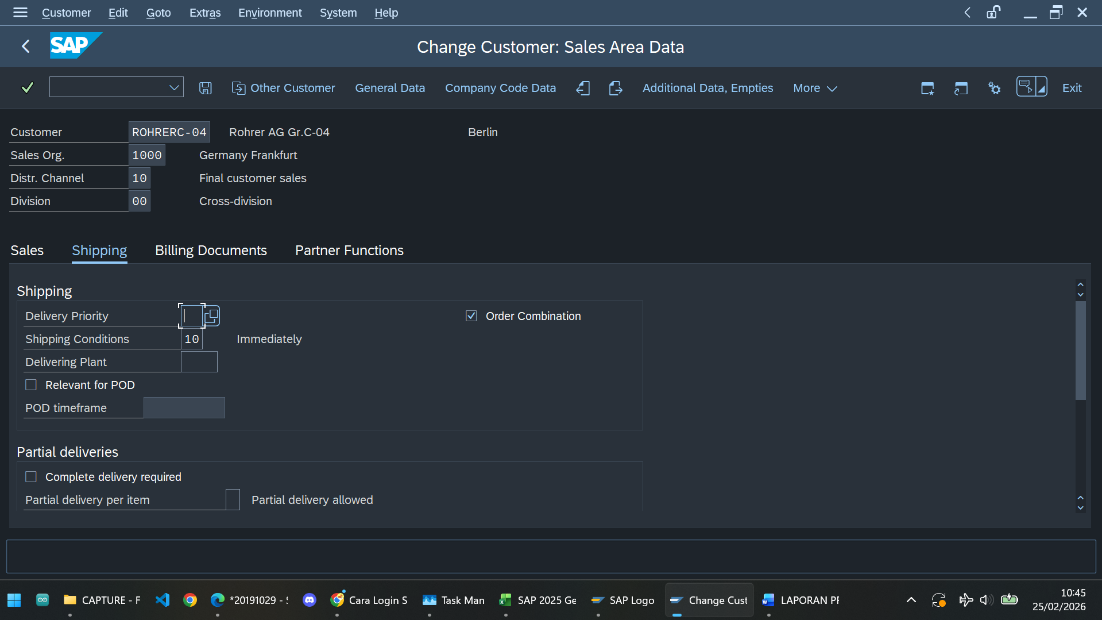 Customer Edit Goto Extras Environment System Help
SAP Change Customer: Sales Area Data
Other Customer General Data Company Code Data Additional Data, Empties More Exit
Customer ROHRERC-04 Rohrer AG Gr.C-04 Berlin
Sales Org. 1000 Germany Frankfurt
Distr. Channel 10 Final customer sales
Division 00 Cross-division
Sales Shipping Billing Documents Partner Functions
Shipping
Delivery Priority Order Combination
Shipping Conditions 10 Immediately
Delivering Plant
Relevant for POD
POD timeframe
Partial deliveries
Complete delivery required
Partial delivery per item Partial delivery allowed
CAPTURE - F *20191029 - Cara Login S Task Man SAP 2025 Ge SAP Logo Change Cust LAPORAN PF 10:45
25/02/2026